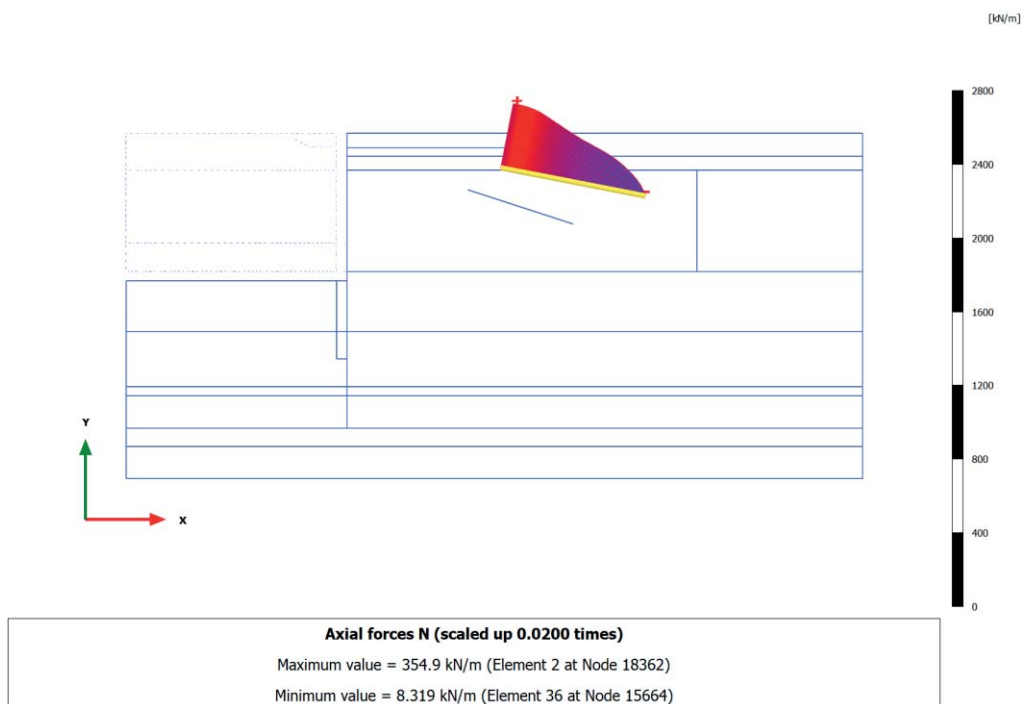 [kN/m]
2800
2400
2000
1600
1200
800
400
0
Y
X
Axial forces N (scaled up 0.0200 times)
Maximum value = 354.9 kN/m (Element 2 at Node 18362)
Minimum value = 8.319 kN/m (Element 36 at Node 15664)